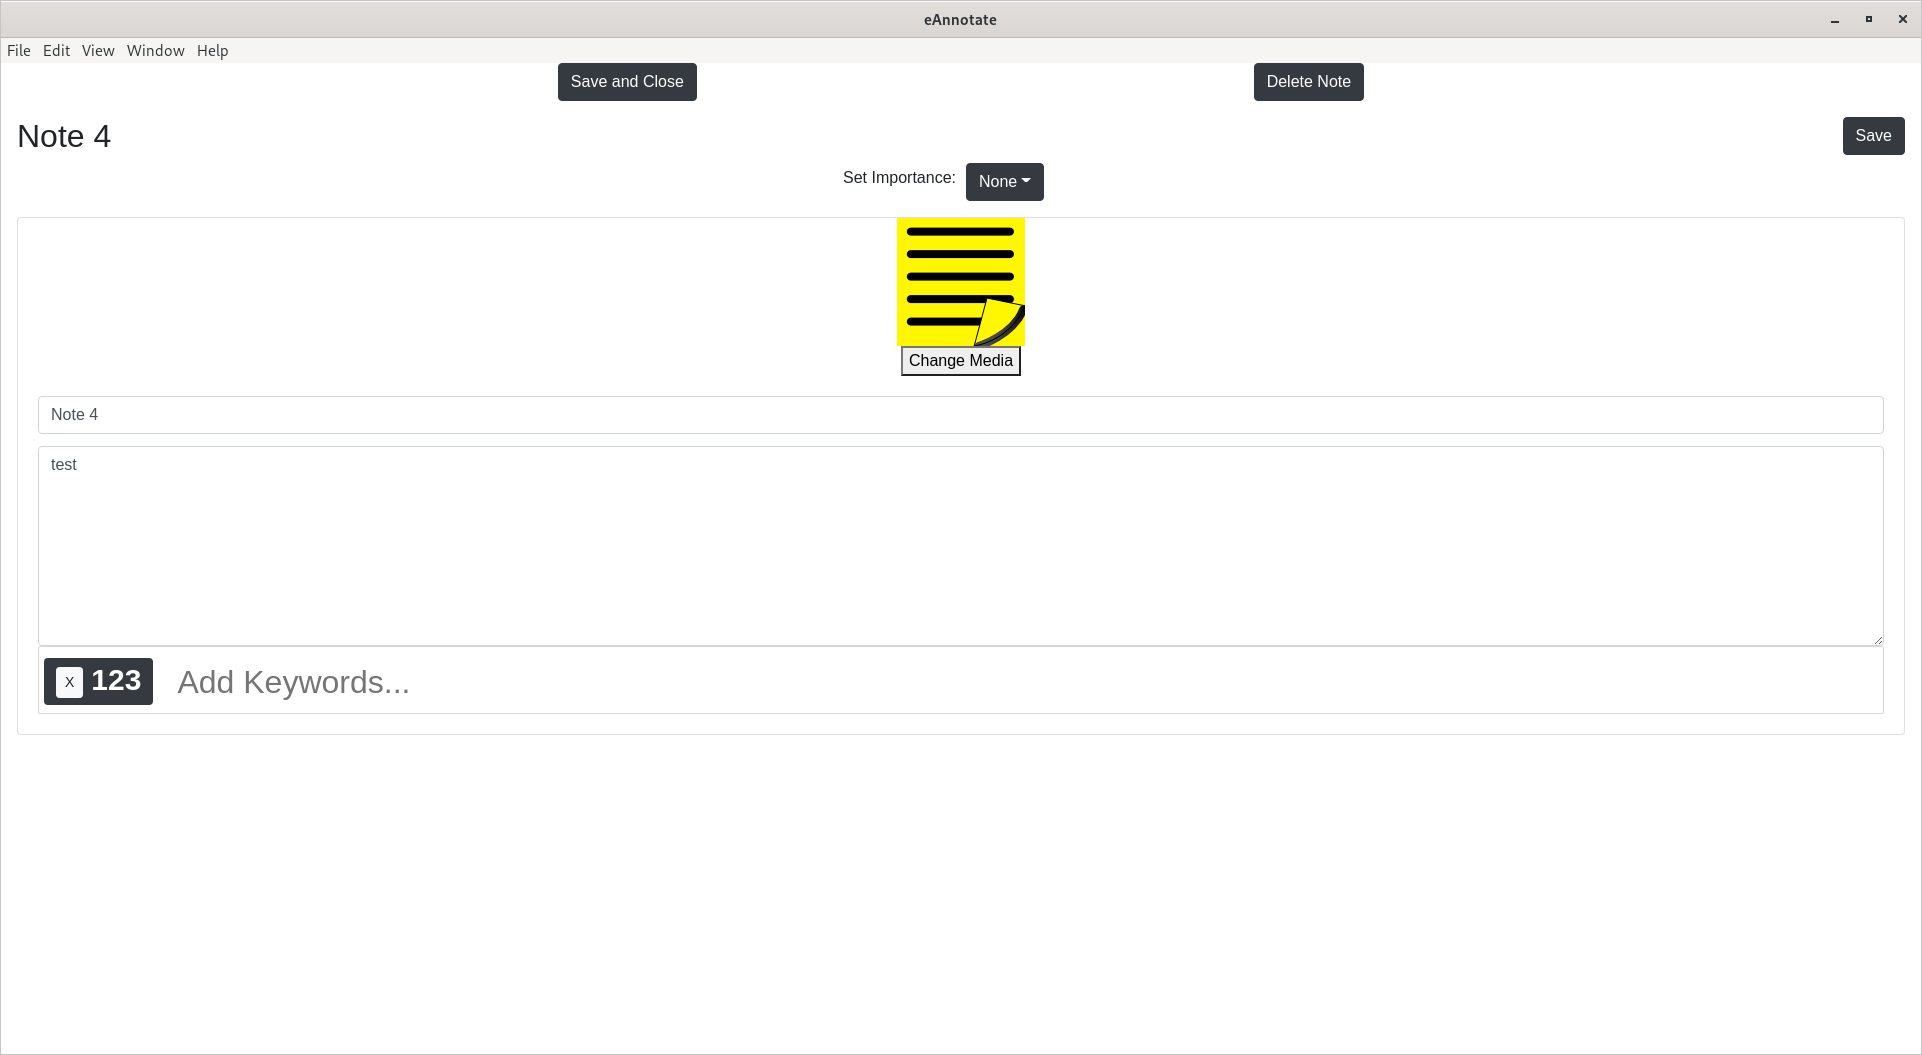 eAnnotate
File Edit View Window Help
Save and Close Delete Note
Note 4 Save
Set Importance: None
Change Media
Note 4
test
X 123 Add Keywords...